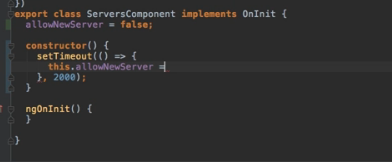 })
export class ServersComponent implements OnInit {
allowNewServer = false;
constructor() {
setTimeout(() => {
this.allowNewServer =
}, 2000);
}
ngOnInit() {
}
}